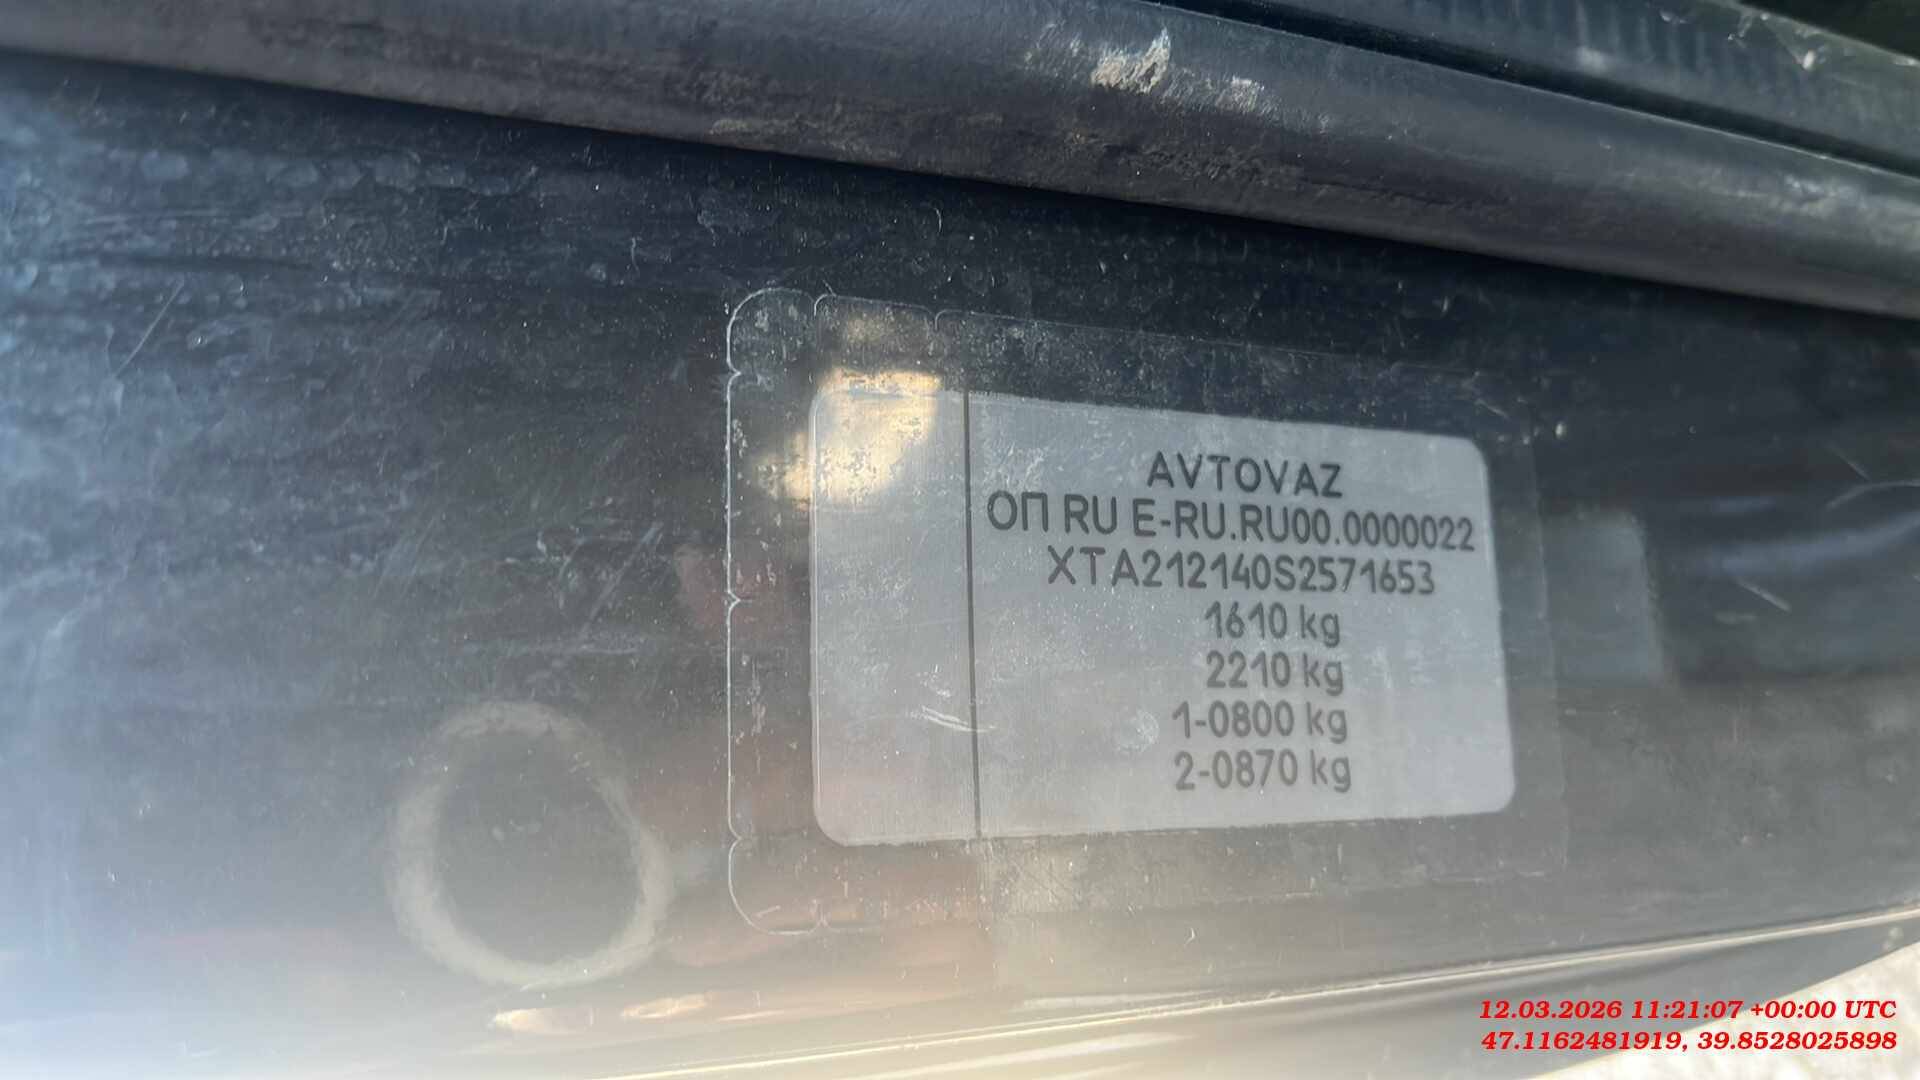 AVTOVAZ
ОП RU E-RU.RU00.0000022
XTA212140S2571653
1610 kg
2210 kg
1-0800 kg
2-0870 kg
12.03.2026 11:21:07 +00:00 UTC
47.1162481919, 39.8528025898